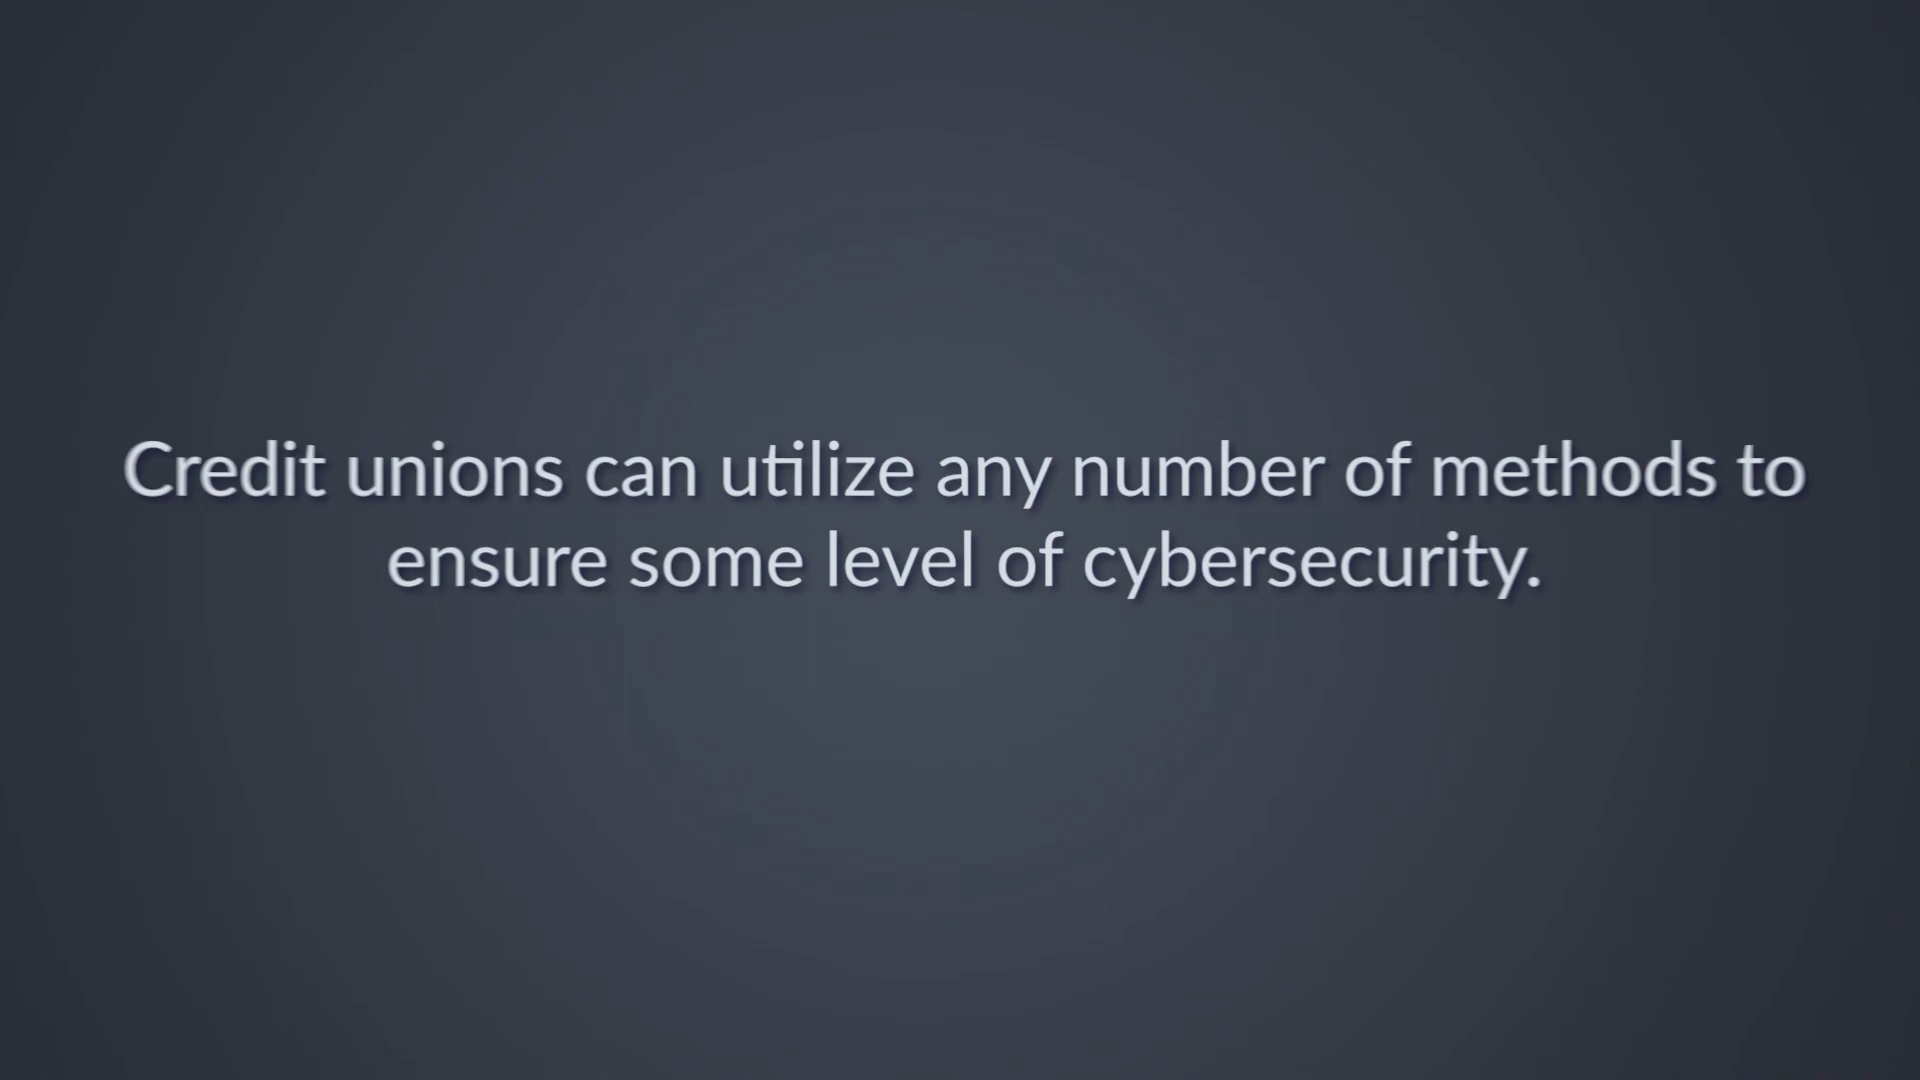 Credit unions can utilize any number of methods to
ensure some level of cybersecurity.